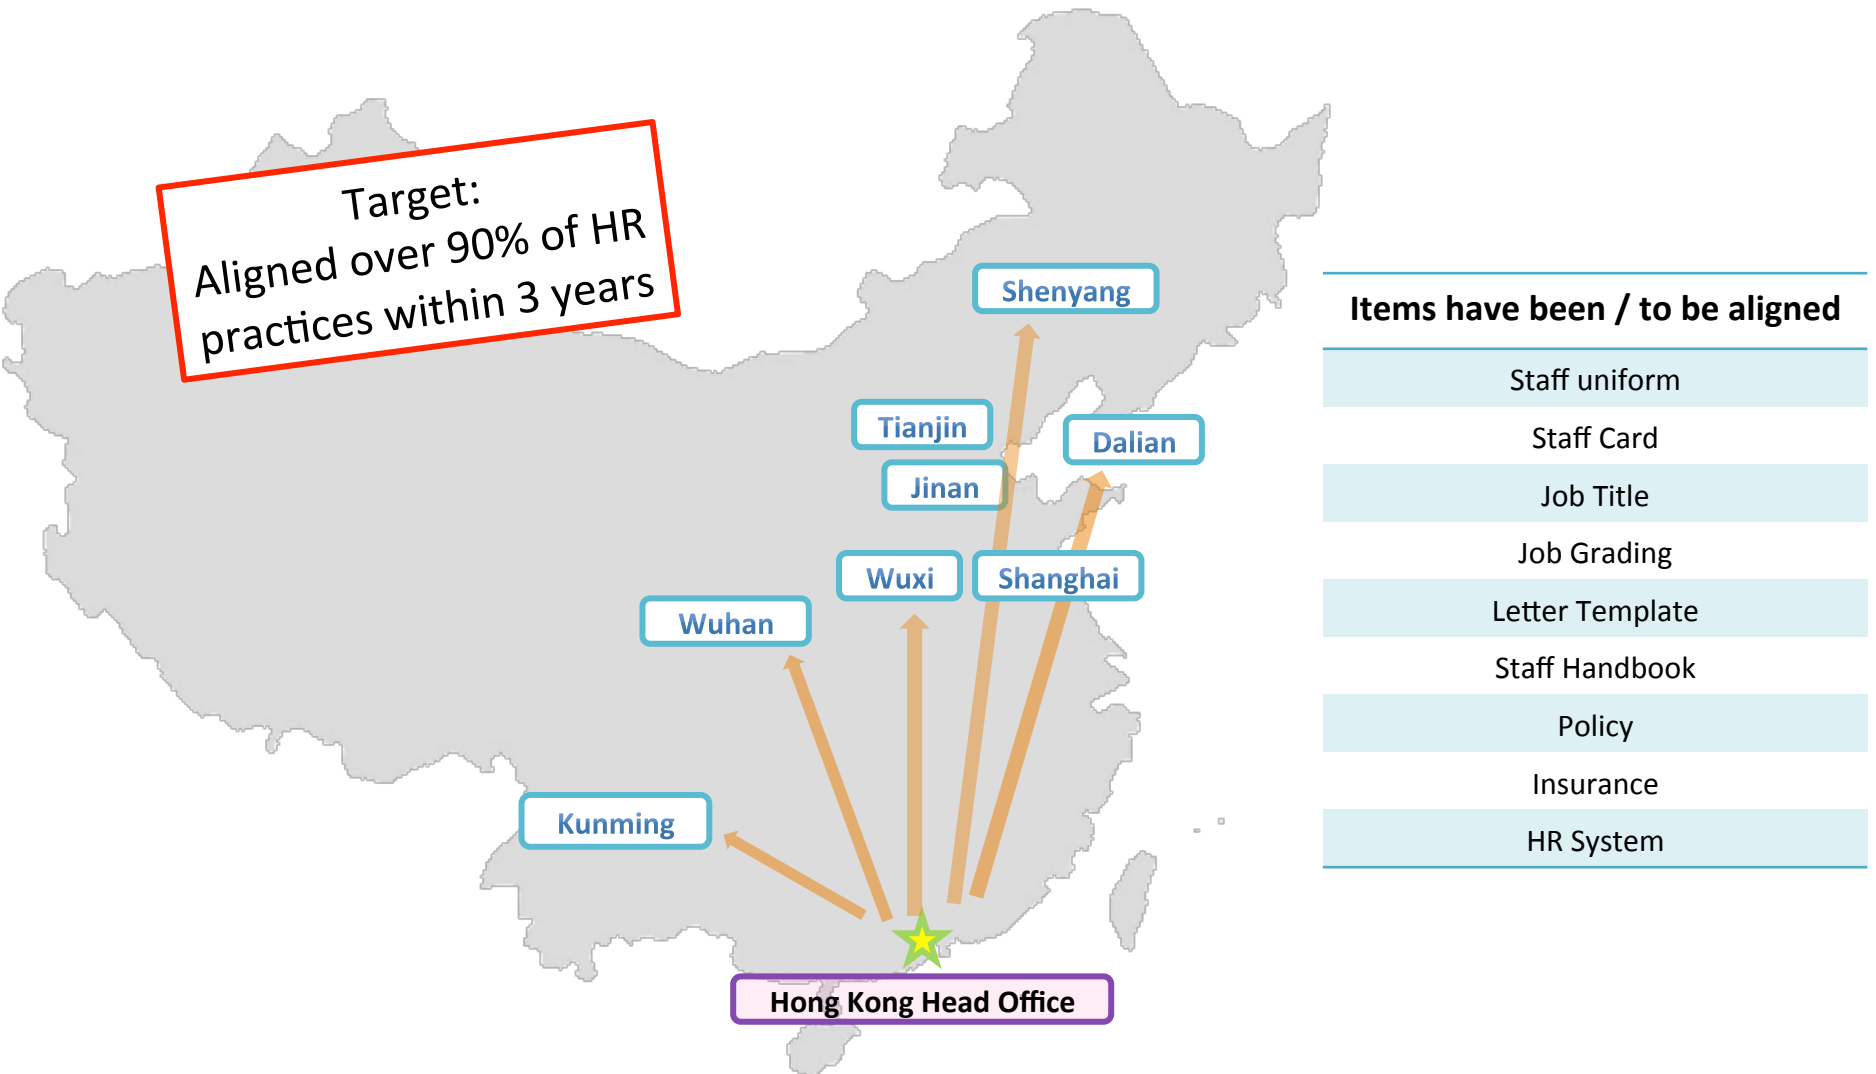 Target:
Aligned over 90% of HR
practices within 3 years
Shenyang
Tianjin
Dalian
Jinan
Wuxi
Shanghai
Wuhan
Kunming
Hong Kong Head Office
Items have been / to be aligned
Staff uniform
Staff Card
Job Title
Job Grading
Letter Template
Staff Handbook
Policy
Insurance
HR System